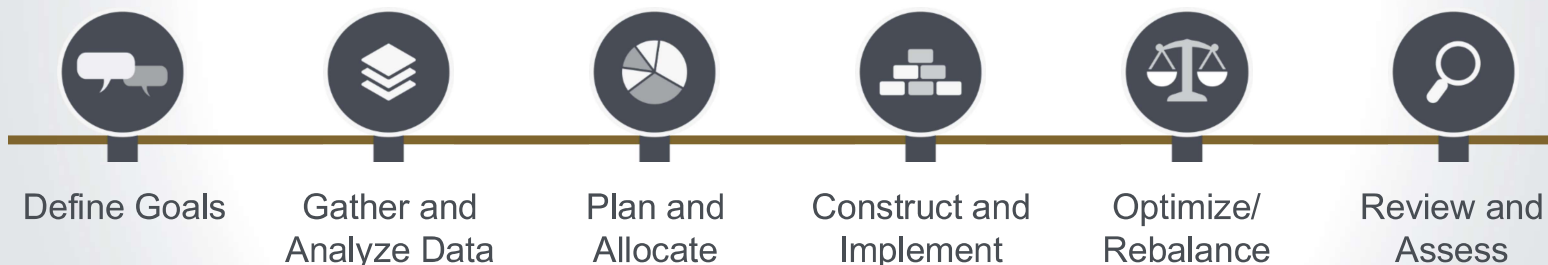 Define Goals
Gather and
Analyze Data
Plan and
Allocate
Construct and
Implement
Optimize/
Rebalance
Review and
Assess